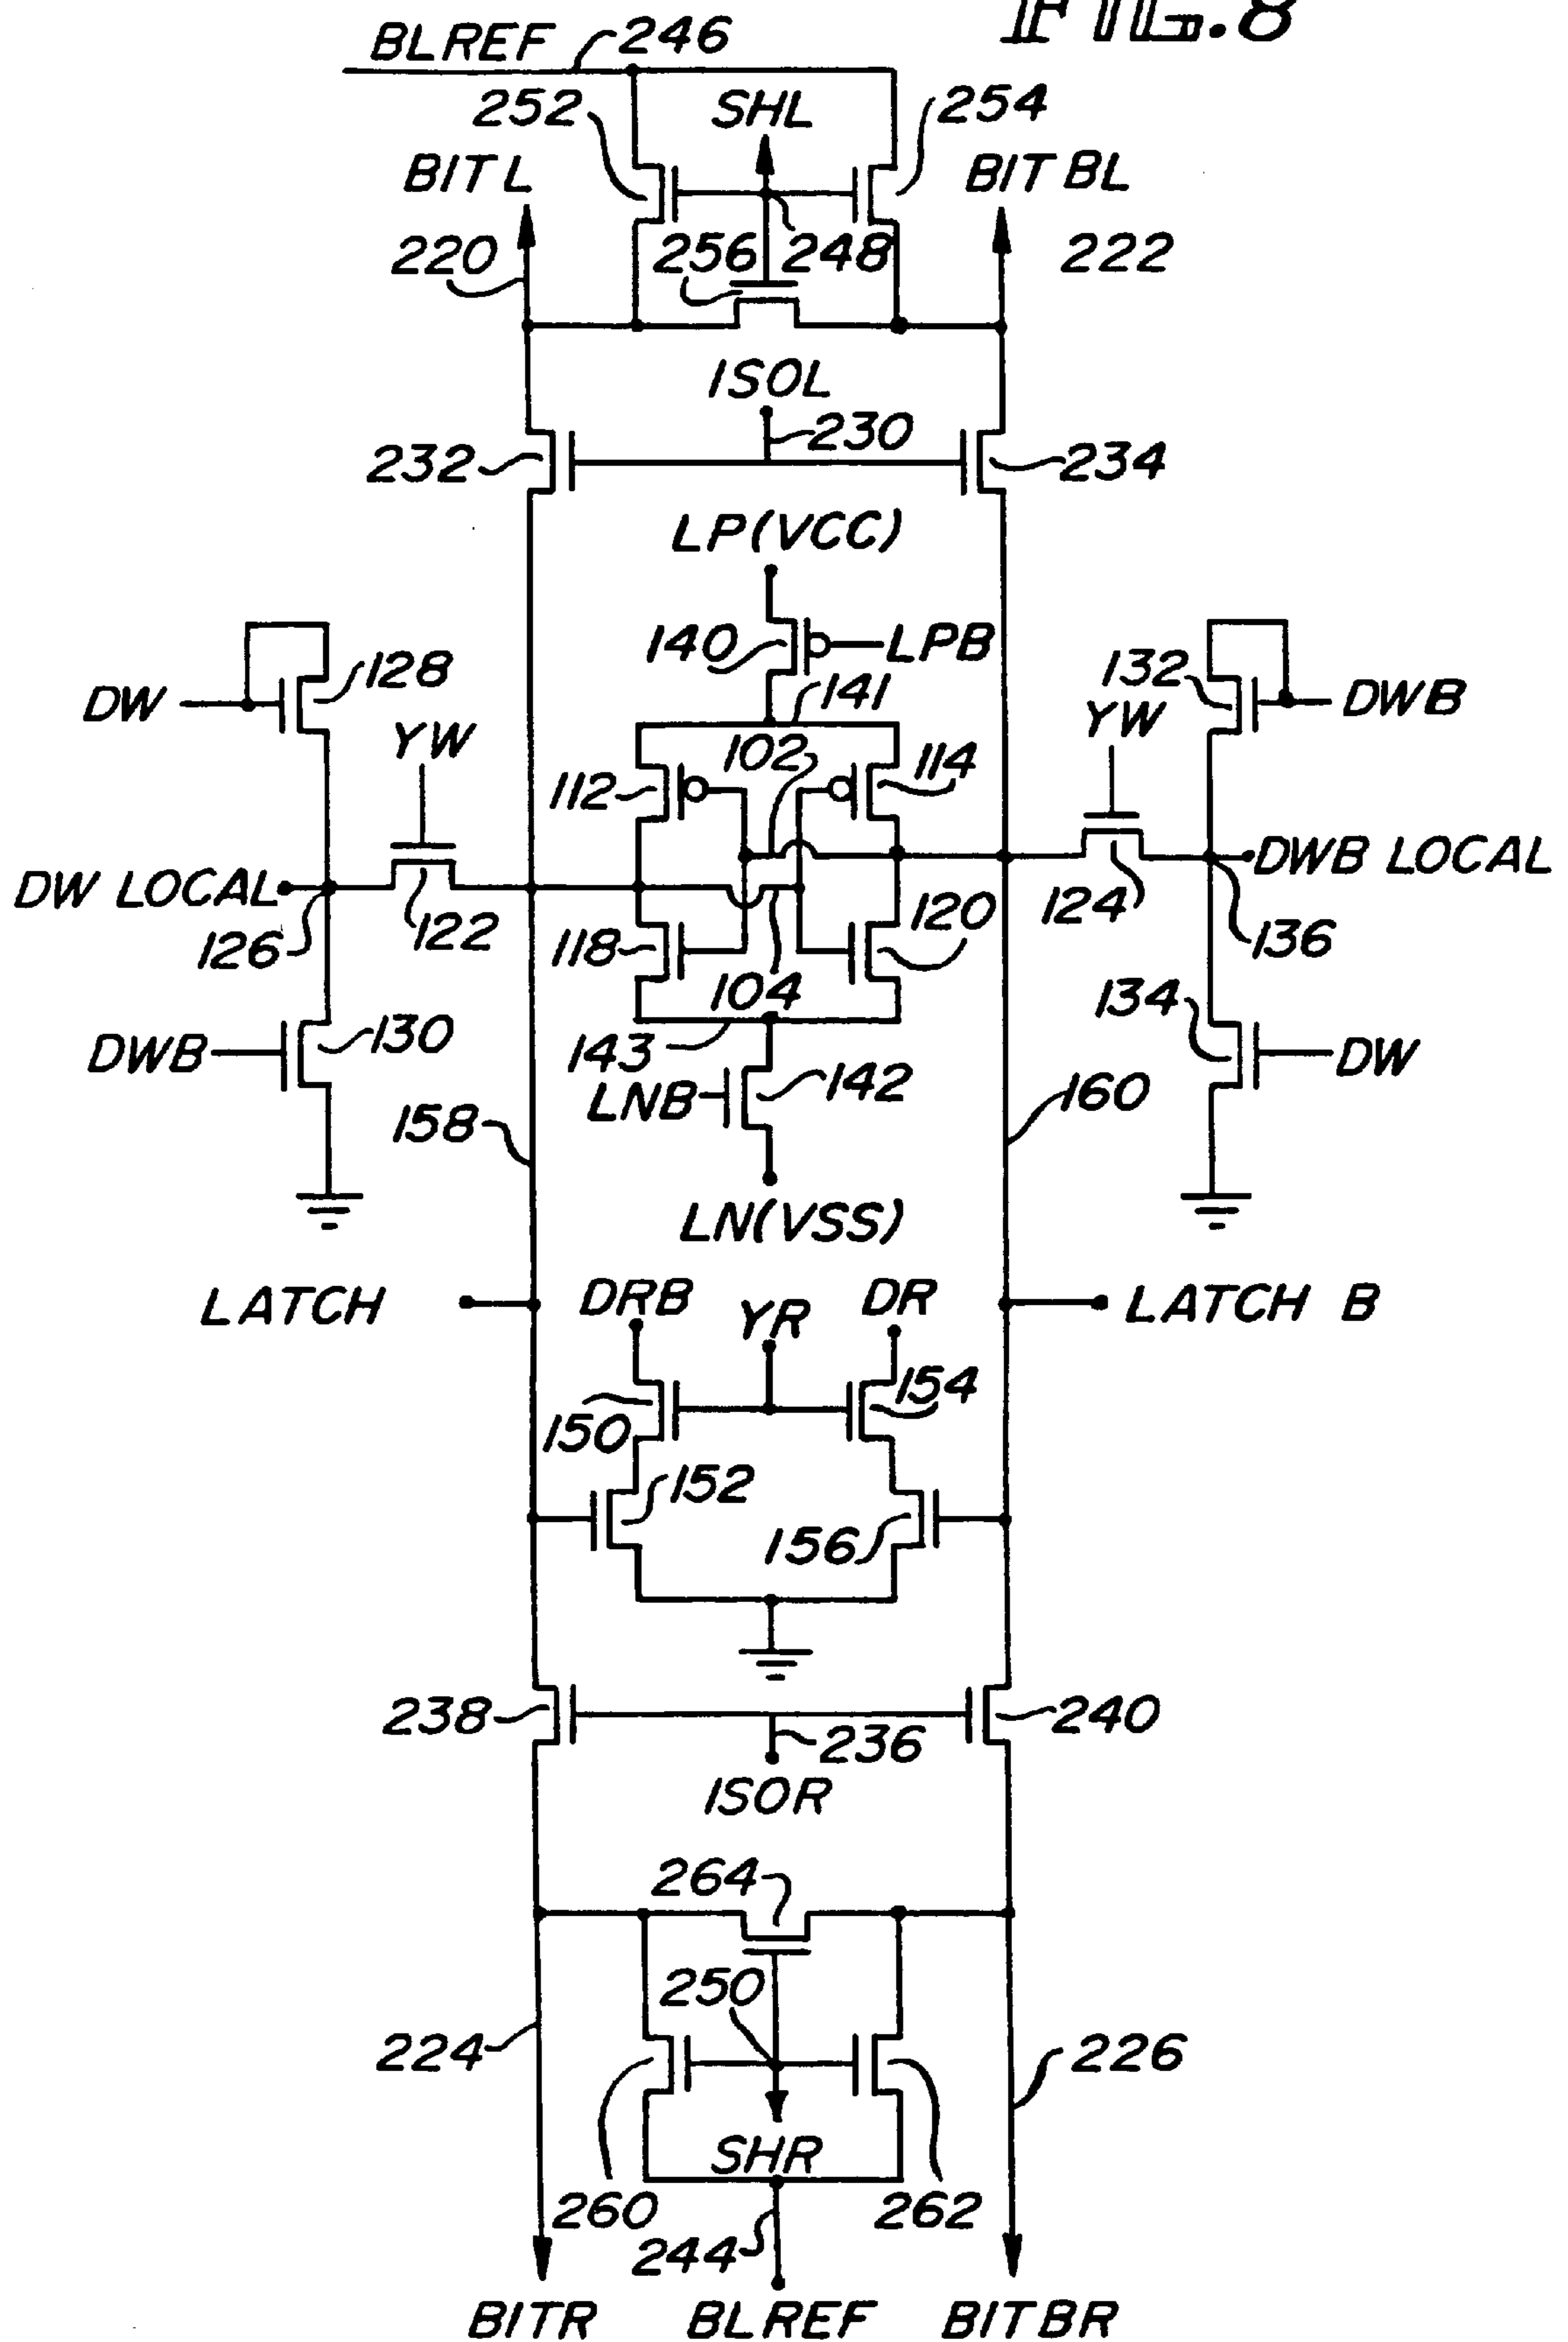 FIG.8
BLREF 246
252 SHL 254
BITL BITBL
220 256 248 222
ISOL
230
232 234
LP(VCC)
140 LPB
128 141 132
DW DWB
YW YW
102 114
112
DW LOCAL DWB LOCAL
126 122 118 120 124 136
104
DWB 130 143 134 DW
LNB 142
158 160
LN(VSS)
LATCH DRB YR DR LATCH B
150 154
152
156
238 240
236
ISOR
264
250
224 226
SHR
260 262
244
BITR BLREF BITBR